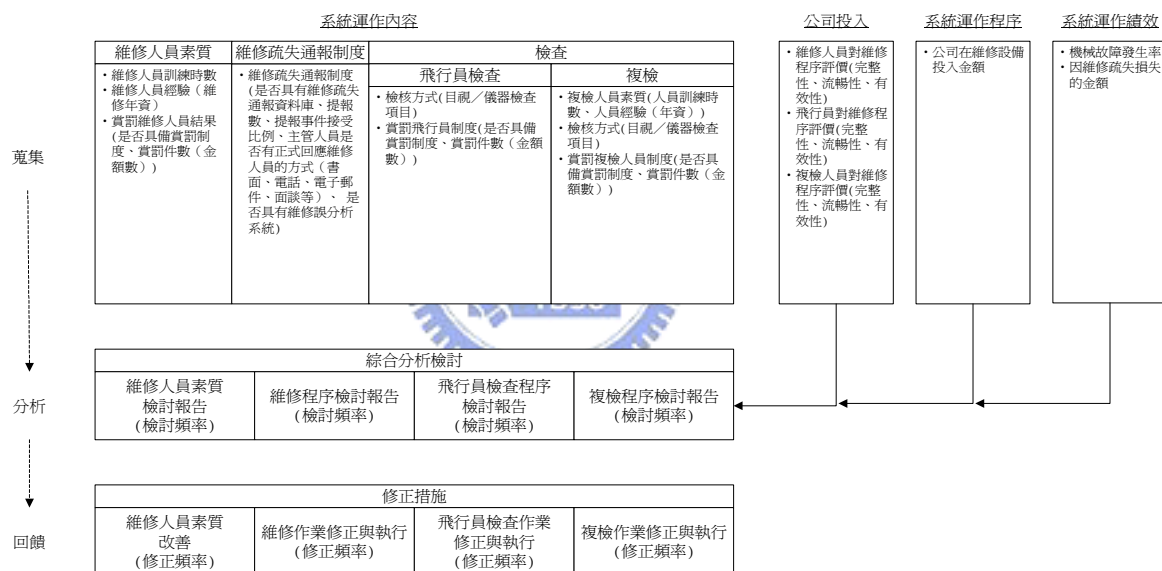 系統運作內容
公司投入
系統運作程序
系統運作績效
維修人員素質
維修疏失通報制度
檢查
飛行員檢查
複檢
・維修人員訓練時數
・維修人員經驗（維
修年資）
・賞罰維修人員結果
(是否具備賞罰制
度、賞罰件數（金
額數）)
・維修疏失通報制度
(是否具有維修疏失
通報資料庫、提報
數、提報事件接受
比例、主管人員是
否有正式回應維修
人員的方式（書
面、電話、電子郵
件、面談等）、 是
否具有維修誤分析
系統)
・檢核方式(目視／儀器檢查
項目)
・賞罰飛行員制度(是否具備
賞罰制度、賞罰件數（金額
數）)
・複檢人員素質(人員訓練時
數、人員經驗（年資）)
・檢核方式(目視／儀器檢查
項目)
・賞罰複檢人員制度(是否具
備賞罰制度、賞罰件數（金
額數）)
・維修人員對維修
程序評價(完整
性、流暢性、有
效性)
・飛行員對維修程
序評價(完整
性、流暢性、有
效性)
・複檢人員對維修
程序評價(完整
性、流暢性、有
效性)
・公司在維修設備
投入金額
・機械故障發生率
・因維修疏失損失
的金額
蒐集
綜合分析檢討
維修人員素質
檢討報告
(檢討頻率)
維修程序檢討報告
(檢討頻率)
飛行員檢查程序
檢討報告
(檢討頻率)
複檢程序檢討報告
(檢討頻率)
分析
修正措施
維修人員素質
改善
(修正頻率)
維修作業修正與執行
(修正頻率)
飛行員檢查作業
修正與執行
(修正頻率)
複檢作業修正與執行
(修正頻率)
回饋